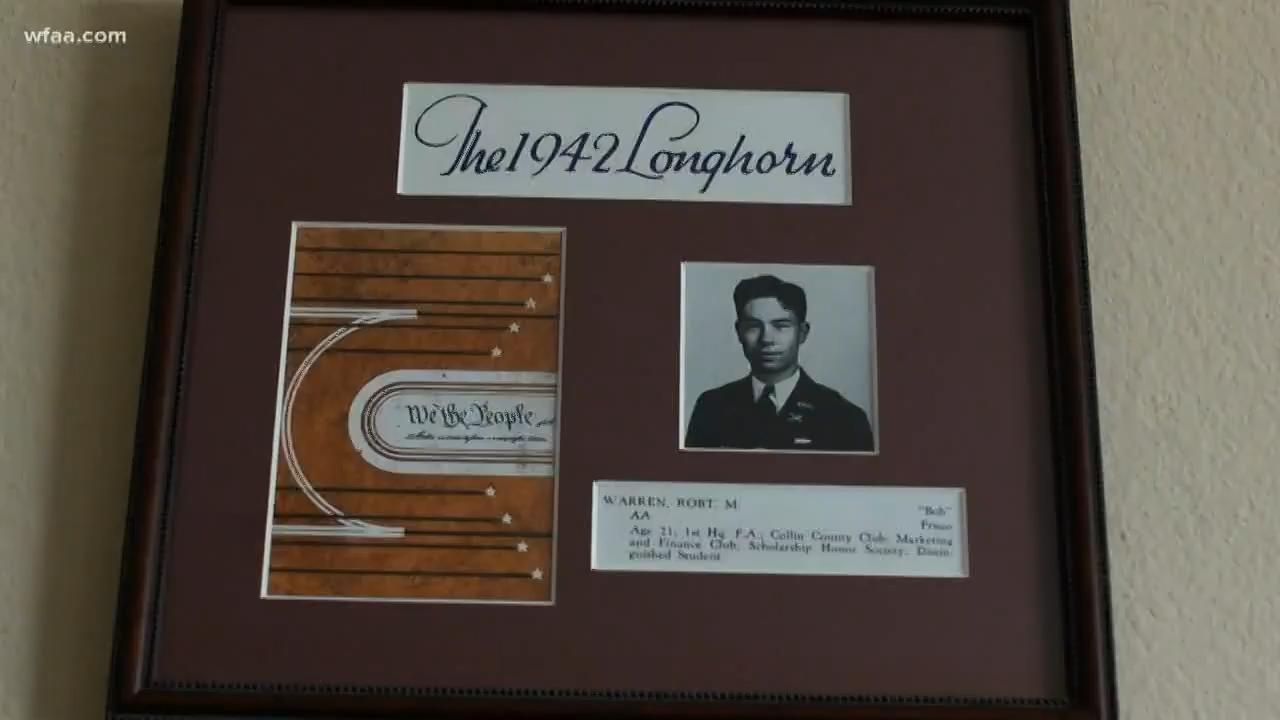 wfaa.com
The 1942 Longhorn
We the People
WARREN, ROBT. M.
"Bob"
AA
Frisco
Age 21; 1st Hq. F.A.; Collin County Club; Marketing
and Finance Club; Scholarship Honor Society; Distin-
guished Student